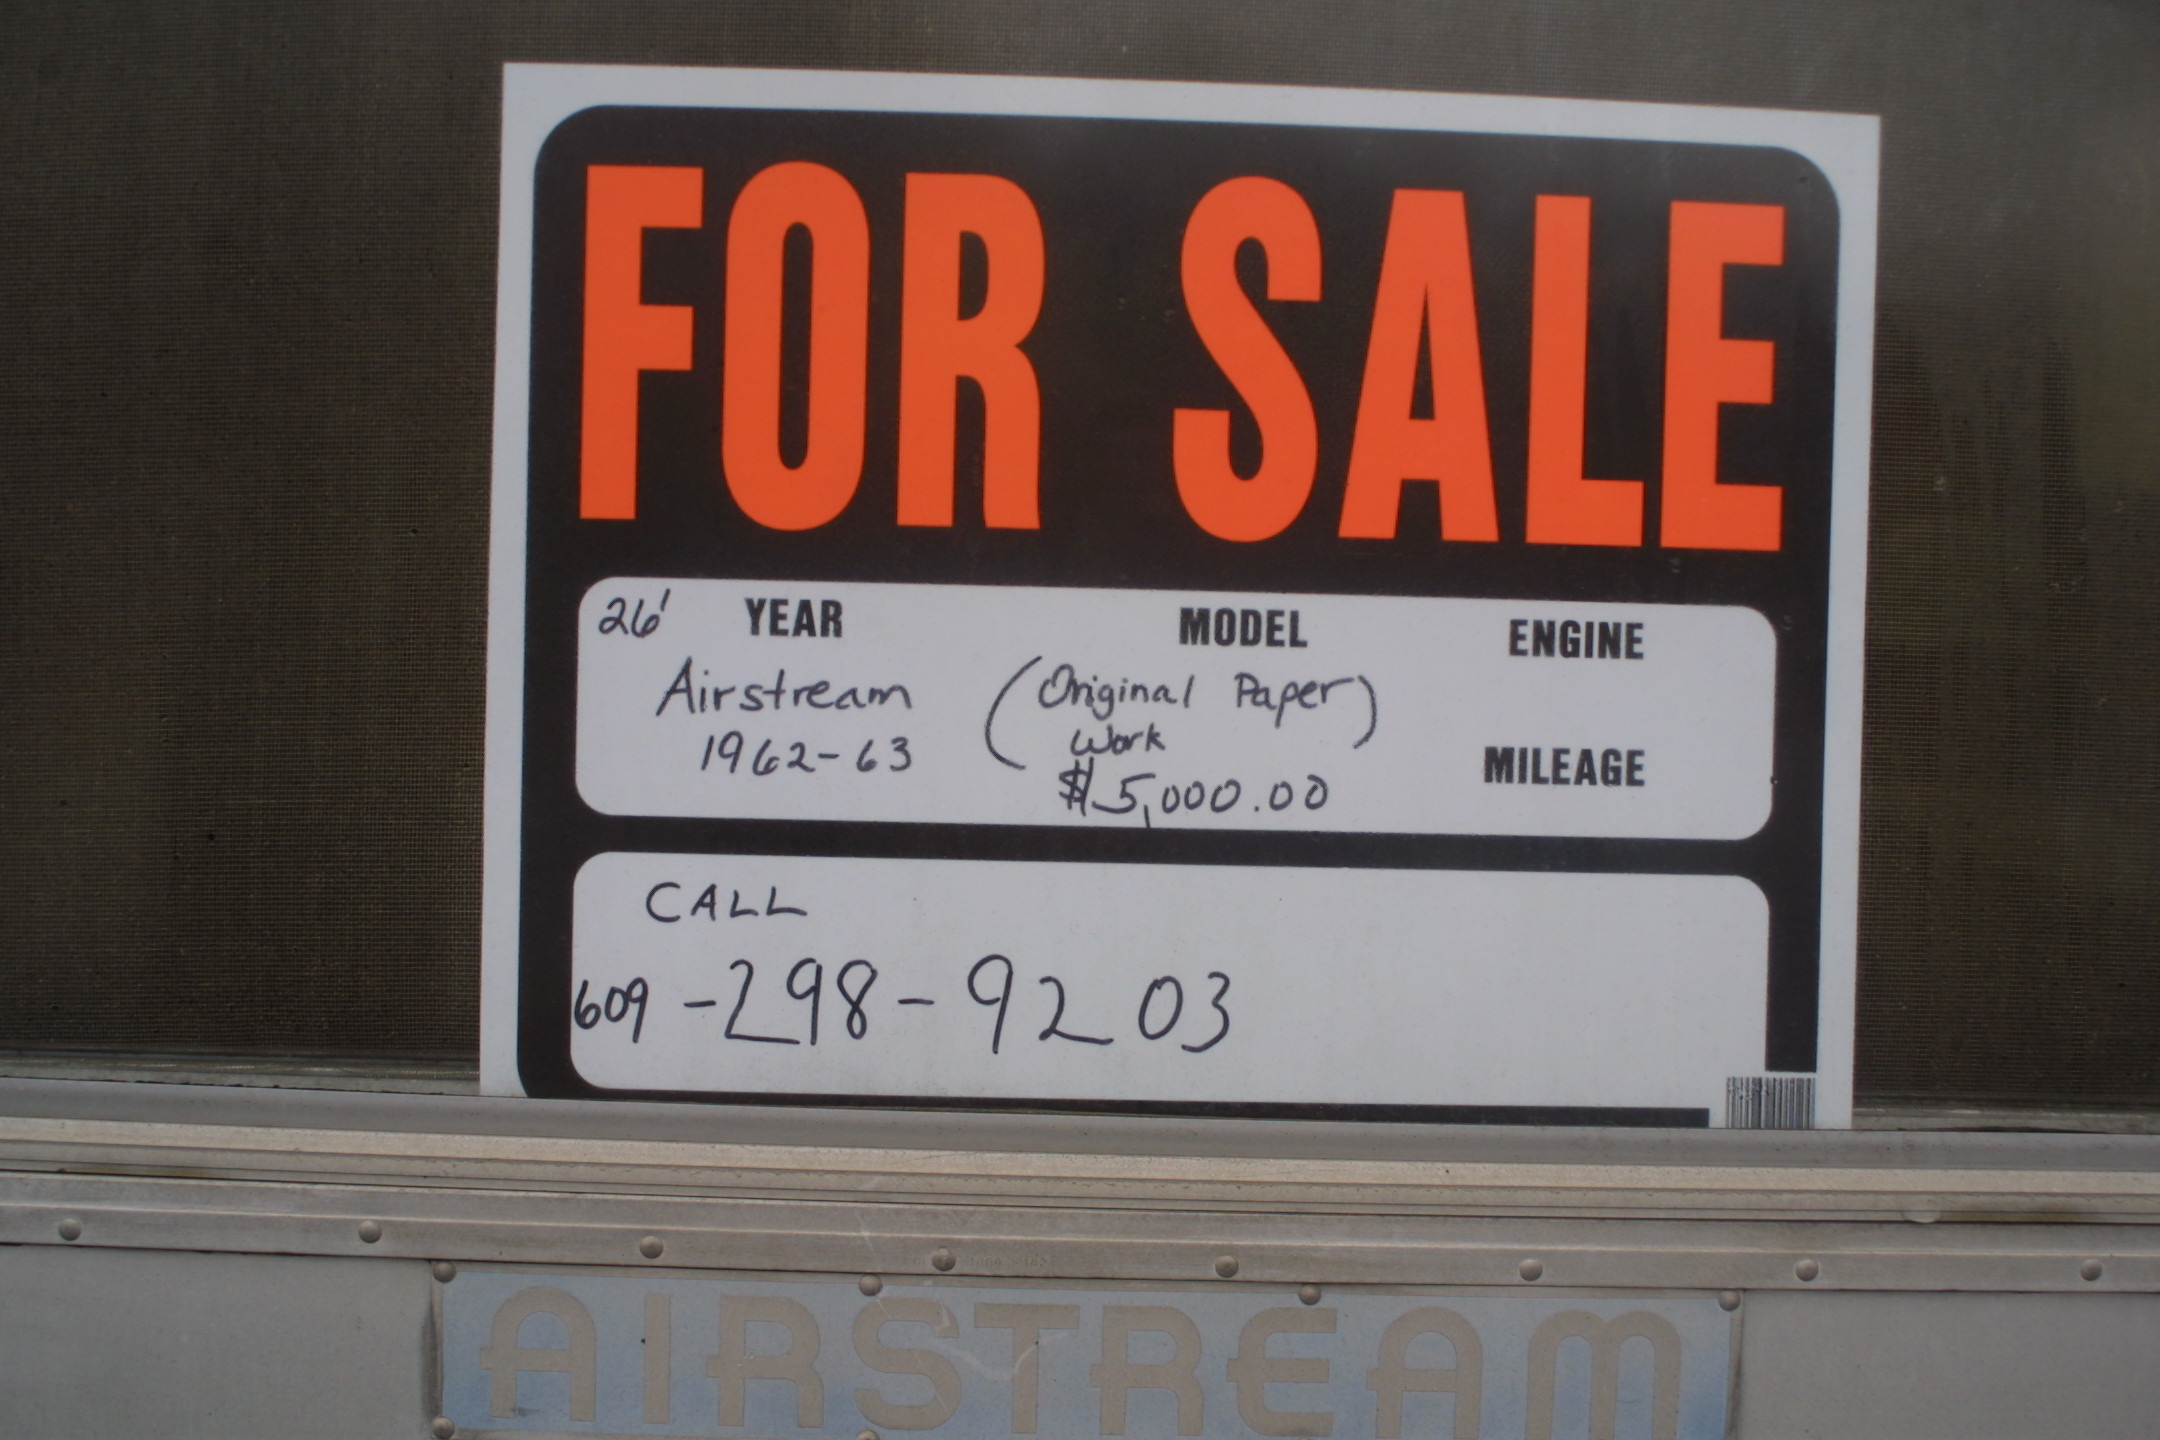 FOR SALE
26' YEAR MODEL ENGINE
Airstream (Original Paper)
Work
1962-63 MILEAGE
$5,000.00
CALL
609-298-9203
AIRSTREAM